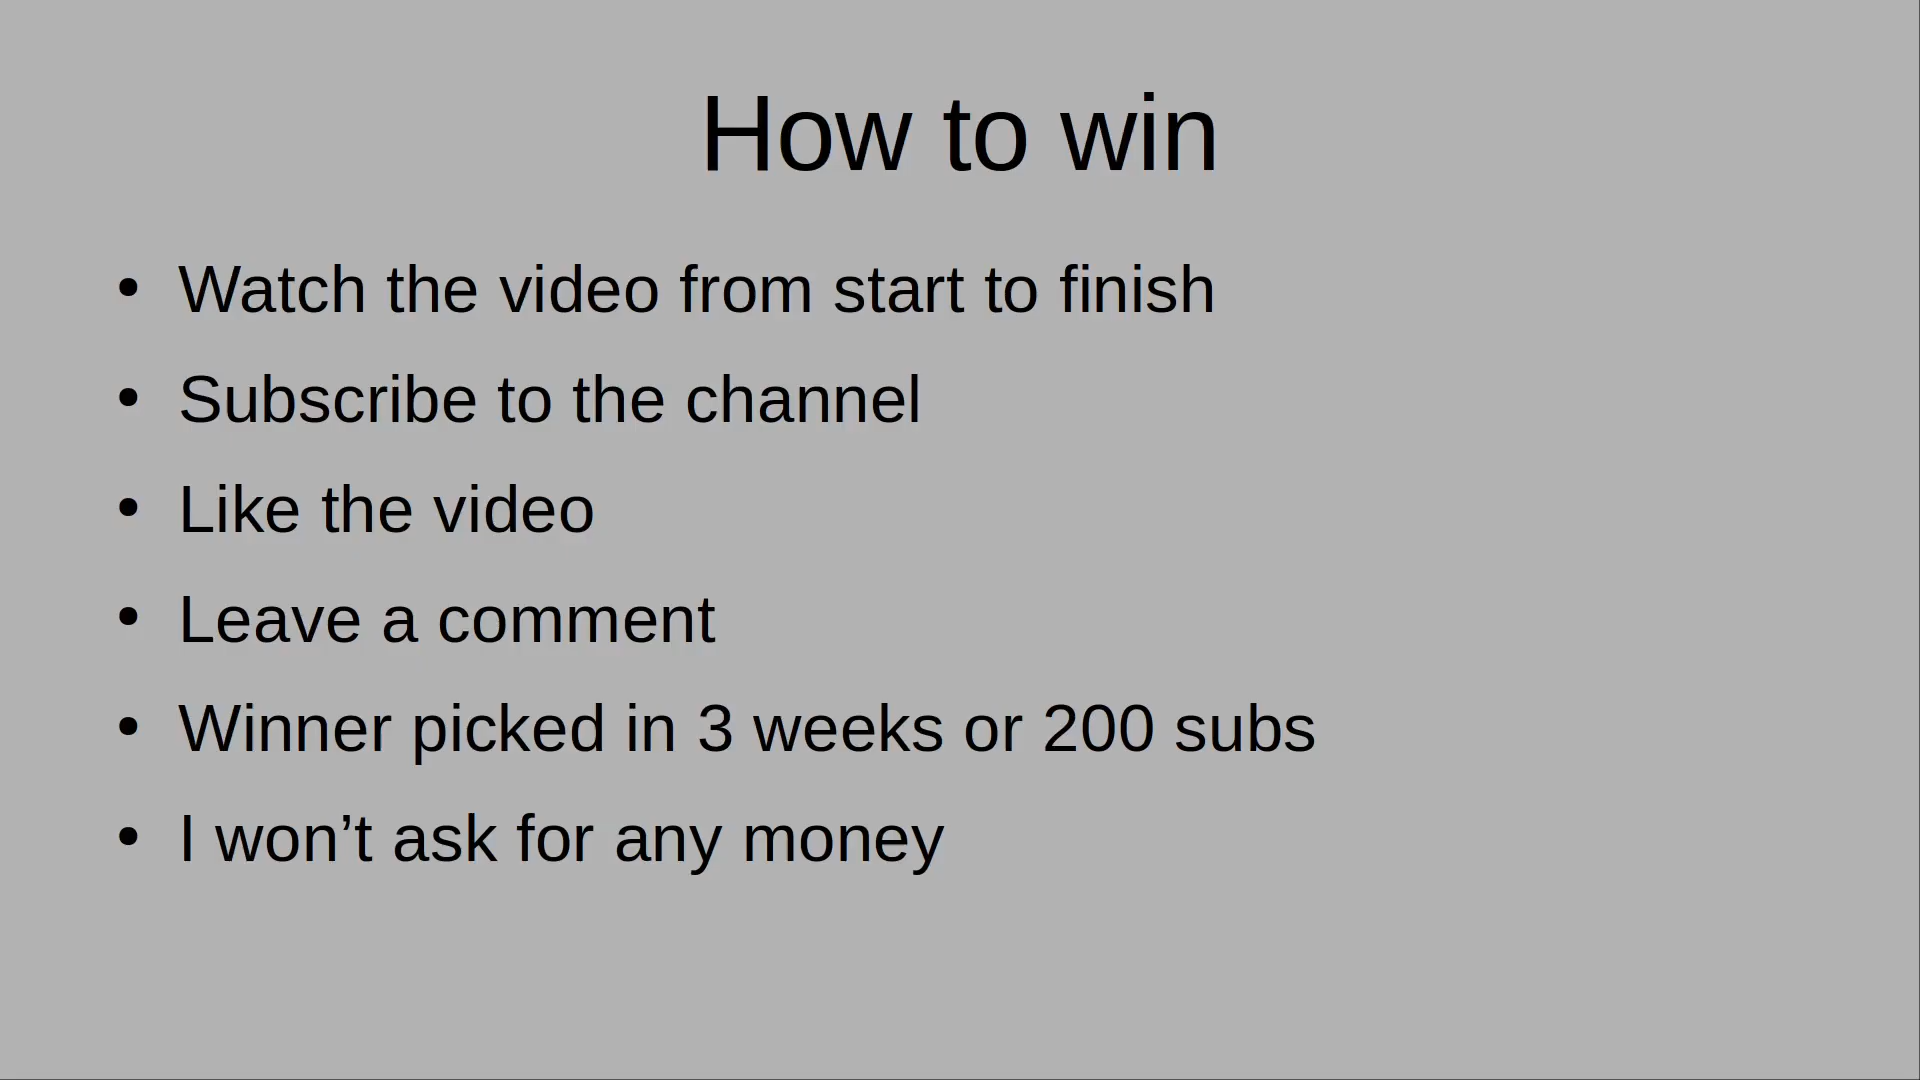 How to win
• Watch the video from start to finish
• Subscribe to the channel
• Like the video
• Leave a comment
• Winner picked in 3 weeks or 200 subs
• I won’t ask for any money